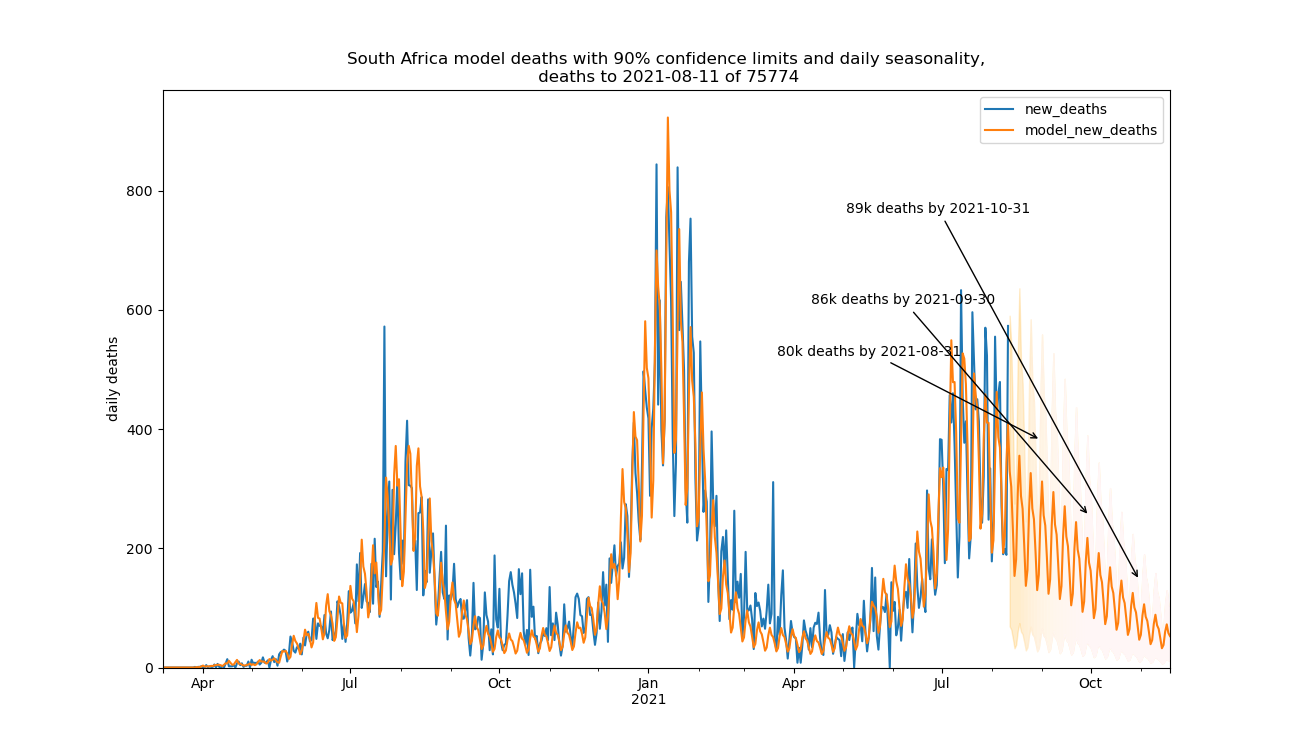 South Africa model deaths with 90% confidence limits and daily seasonality,
deaths to 2021-08-11 of 75774
new_deaths
model_new_deaths
800
89k deaths by 2021-10-31
600
86k deaths by 2021-09-30
80k deaths by 2021-08-31
daily deaths
400
200
0
Apr
Jul
Oct
Jan
2021
Apr
Jul
Oct